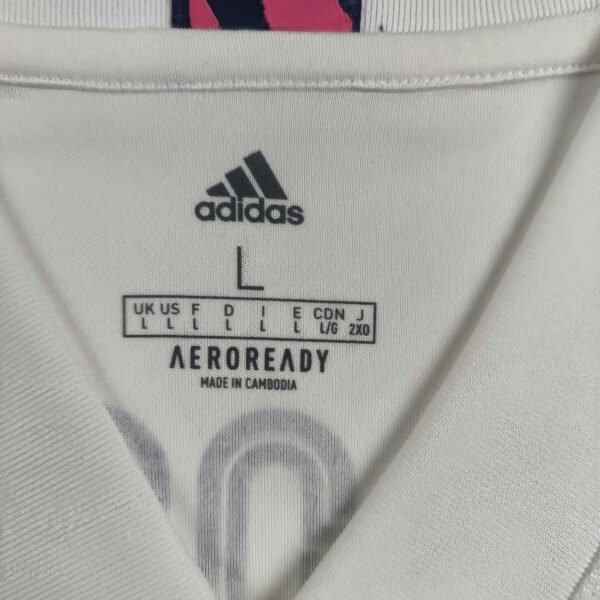 adidas
L
UK US F D I E CDN J
L L L L L L L/G 2XO
AEROREADY
MADE IN CAMBODIA